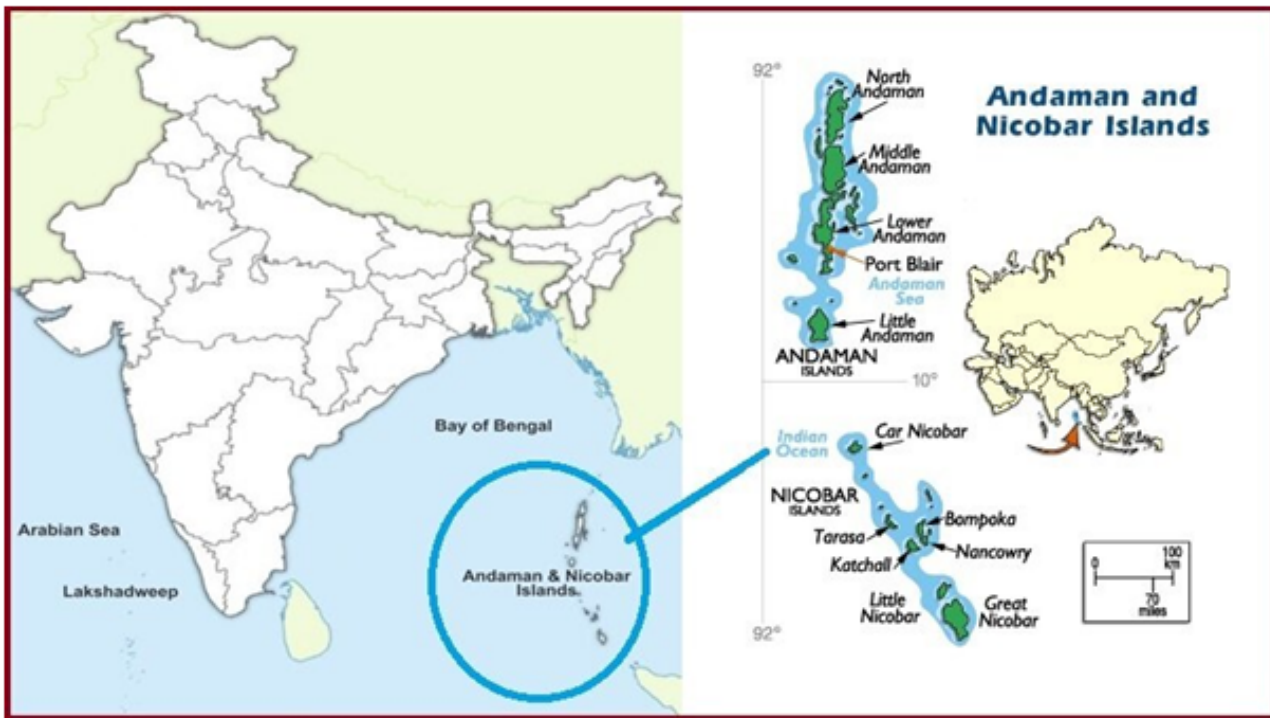 Bay of Bengal
Arabian Sea
Lakshadweep
Andaman & Nicobar
Islands
92°
North
Andaman
Middle
Andaman
Lower
Andaman
Port Blair
Andaman
Sea
Little
Andaman
ANDAMAN
ISLANDS
10°
Indian
Ocean
Car Nicobar
NICOBAR
ISLANDS
Tarasa
Bompoka
Katchall
Nancowry
Little
Nicobar
Great
Nicobar
92°
Andaman and
Nicobar Islands
0 100
km
70
miles